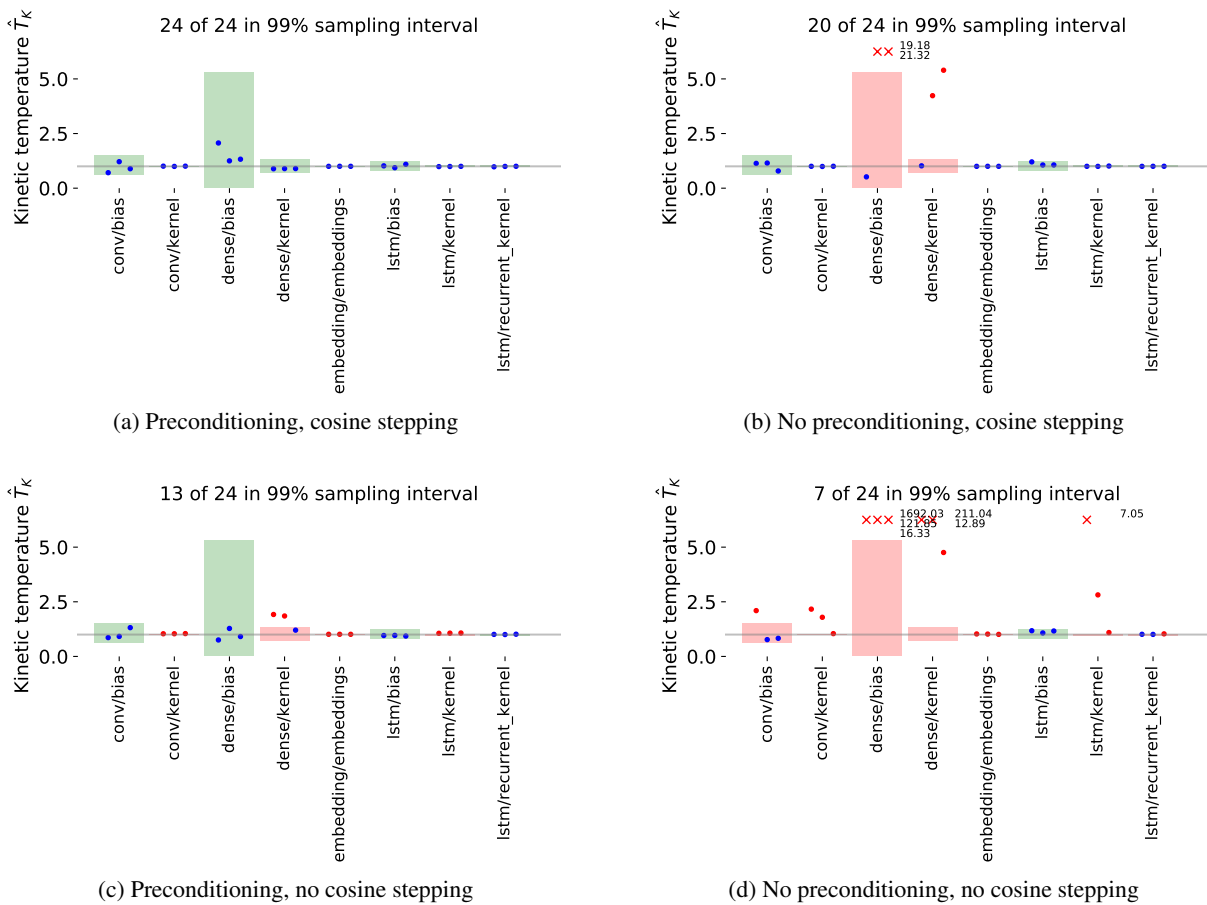 Kinetic temperature T̂_K
24 of 24 in 99% sampling interval
5.0
2.5
0.0
conv/bias
conv/kernel
dense/bias
dense/kernel
embedding/embeddings
lstm/bias
lstm/kernel
lstm/recurrent_kernel
(a) Preconditioning, cosine stepping
Kinetic temperature T̂_K
20 of 24 in 99% sampling interval
19.18
21.32
5.0
2.5
0.0
conv/bias
conv/kernel
dense/bias
dense/kernel
embedding/embeddings
lstm/bias
lstm/kernel
lstm/recurrent_kernel
(b) No preconditioning, cosine stepping
Kinetic temperature T̂_K
13 of 24 in 99% sampling interval
5.0
2.5
0.0
conv/bias
conv/kernel
dense/bias
dense/kernel
embedding/embeddings
lstm/bias
lstm/kernel
lstm/recurrent_kernel
(c) Preconditioning, no cosine stepping
Kinetic temperature T̂_K
7 of 24 in 99% sampling interval
1692.03 211.04 7.05
12.89
16.33
5.0
2.5
0.0
conv/bias
conv/kernel
dense/bias
dense/kernel
embedding/embeddings
lstm/bias
lstm/kernel
lstm/recurrent_kernel
(d) No preconditioning, no cosine stepping